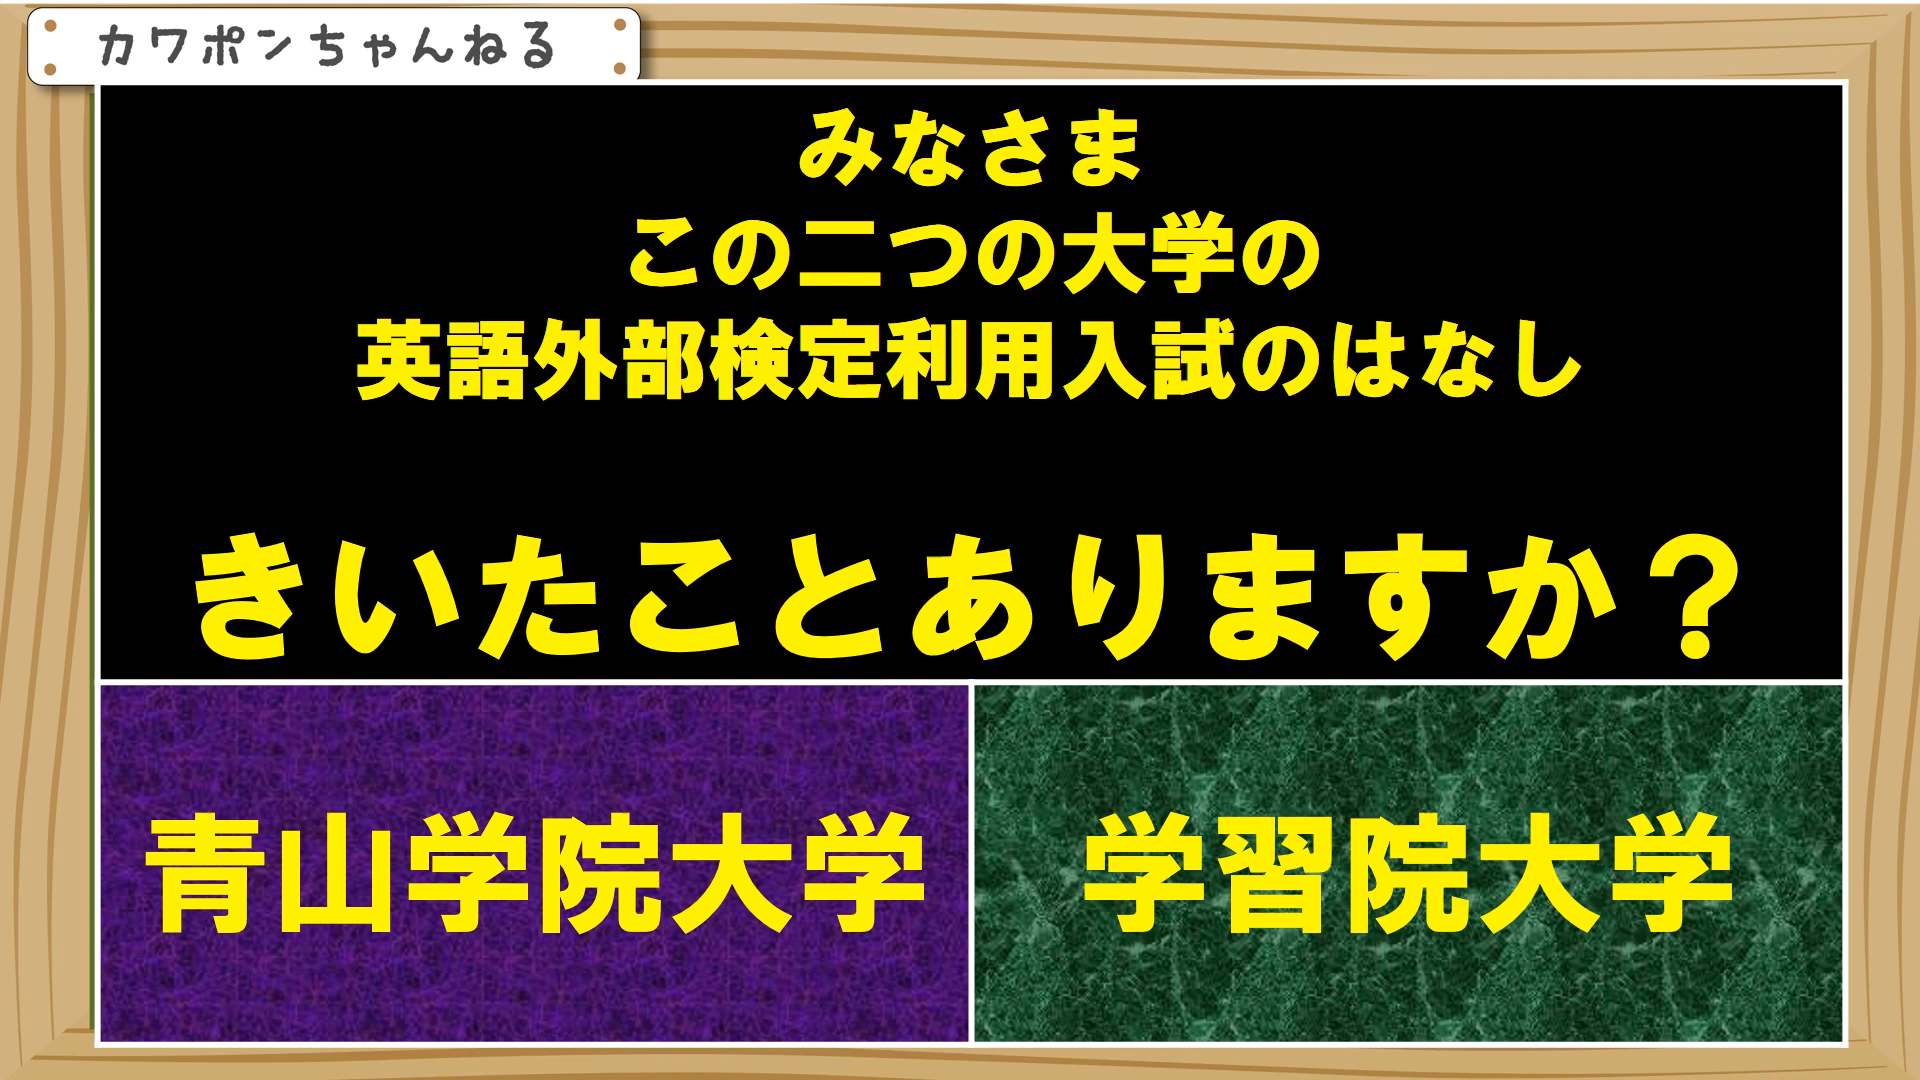 カワポンちゃんねる
みなさま
この二つの大学の
英語外部検定利用入試のはなし
きいたことありますか？
青山学院大学
学習院大学